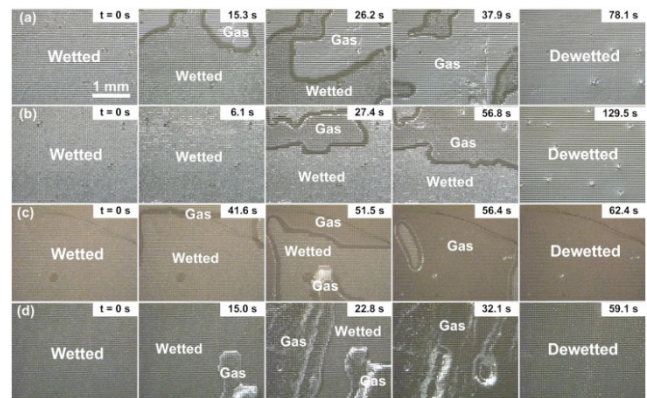 (a) t = 0 s 15.3 s 26.2 s 37.9 s 78.1 s
Gas Gas
Wetted Gas Dewetted
Wetted
1 mm Wetted
(b) t = 0 s 6.1 s 27.4 s 56.8 s 129.5 s
Gas Gas
Wetted Wetted Dewetted
Wetted Wetted
(c) t = 0 s 41.6 s 51.5 s 56.4 s 62.4 s
Gas Gas
Wetted Wetted Wetted Gas Dewetted
Gas
(d) t = 0 s 15.0 s 22.8 s 32.1 s 59.1 s
Wetted Gas
Wetted Wetted Gas Dewetted
Gas Gas